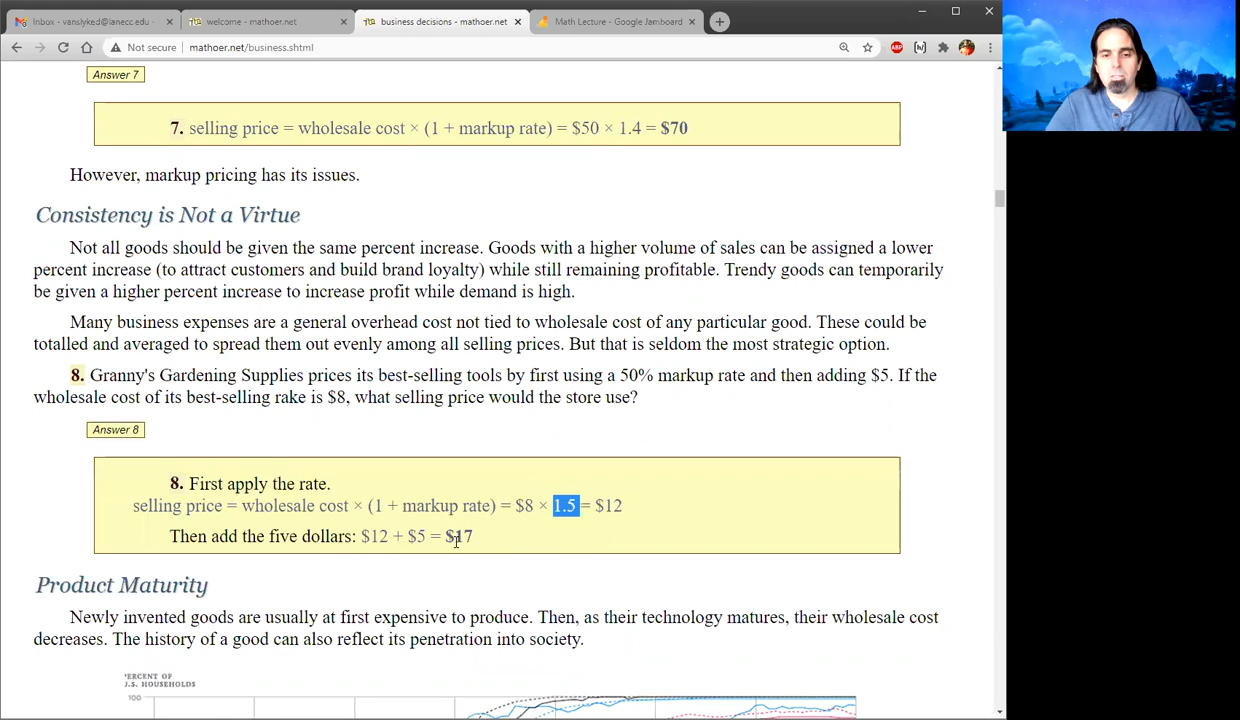 Inbox - vanslyked@lanecc.edu -
welcome - mathoer.net
business decisions - mathoer.net
Math Lecture - Google Jamboard
Not secure | mathoer.net/business.shtml
ABP
Answer 7
7. selling price = wholesale cost × (1 + markup rate) = $50 × 1.4 = $70
However, markup pricing has its issues.
Consistency is Not a Virtue
Not all goods should be given the same percent increase. Goods with a higher volume of sales can be assigned a lower
percent increase (to attract customers and build brand loyalty) while still remaining profitable. Trendy goods can temporarily
be given a higher percent increase to increase profit while demand is high.
Many business expenses are a general overhead cost not tied to wholesale cost of any particular good. These could be
totalled and averaged to spread them out evenly among all selling prices. But that is seldom the most strategic option.
8. Granny's Gardening Supplies prices its best-selling tools by first using a 50% markup rate and then adding $5. If the
wholesale cost of its best-selling rake is $8, what selling price would the store use?
Answer 8
8. First apply the rate.
selling price = wholesale cost × (1 + markup rate) = $8 × 1.5 = $12
Then add the five dollars: $12 + $5 = $17
Product Maturity
Newly invented goods are usually at first expensive to produce. Then, as their technology matures, their wholesale cost
decreases. The history of a good can also reflect its penetration into society.
PERCENT OF
U.S. HOUSEHOLDS
100